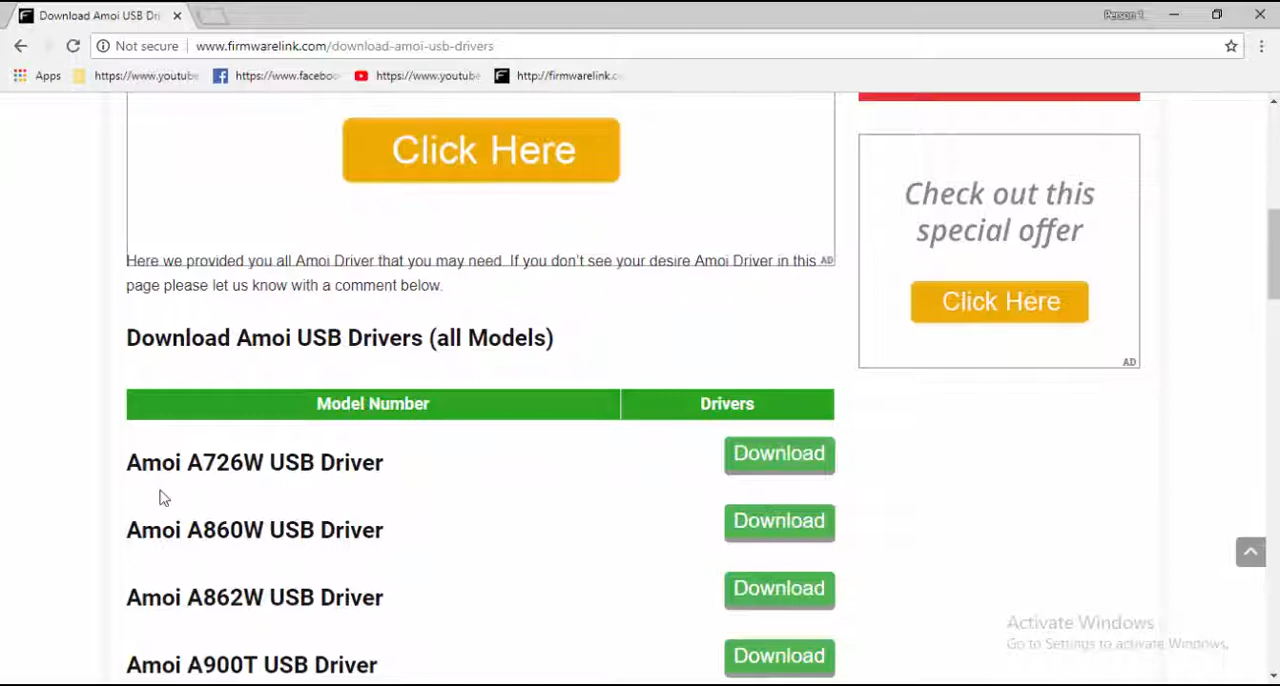 Download Amoi USB Dri
Person 1
Not secure
www.firmwarelink.com/download-amoi-usb-drivers
Apps
https://www.youtube
https://www.faceboo
https://www.youtube
http://firmwarelink.c
Click Here
Here we provided you all Amoi Driver that you may need. If you don't see your desire Amoi Driver in this
AD
page please let us know with a comment below.
Check out this
special offer
Click Here
AD
Download Amoi USB Drivers (all Models)
Model Number
Drivers
Amoi A726W USB Driver
Download
Amoi A860W USB Driver
Download
Amoi A862W USB Driver
Download
Amoi A900T USB Driver
Download
Activate Windows
Go to Settings to activate Windows.